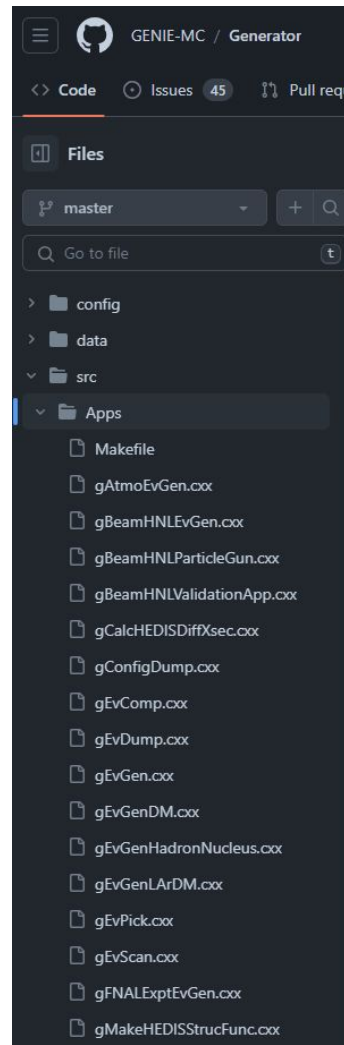 GENIE-MC / Generator
Code Issues 45 Pull req
Files
master
Go to file t
config
data
src
Apps
Makefile
gAtmoEvGen.cxx
gBeamHNLEvGen.cxx
gBeamHNLParticleGun.cxx
gBeamHNLValidationApp.cxx
gCalcHEDISDiffXsec.cxx
gConfigDump.cxx
gEvComp.cxx
gEvDump.cxx
gEvGen.cxx
gEvGenDM.cxx
gEvGenHadronNucleus.cxx
gEvGenLArDM.cxx
gEvPick.cxx
gEvScan.cxx
gFNALExptEvGen.cxx
gMakeHEDISStrucFunc.cxx